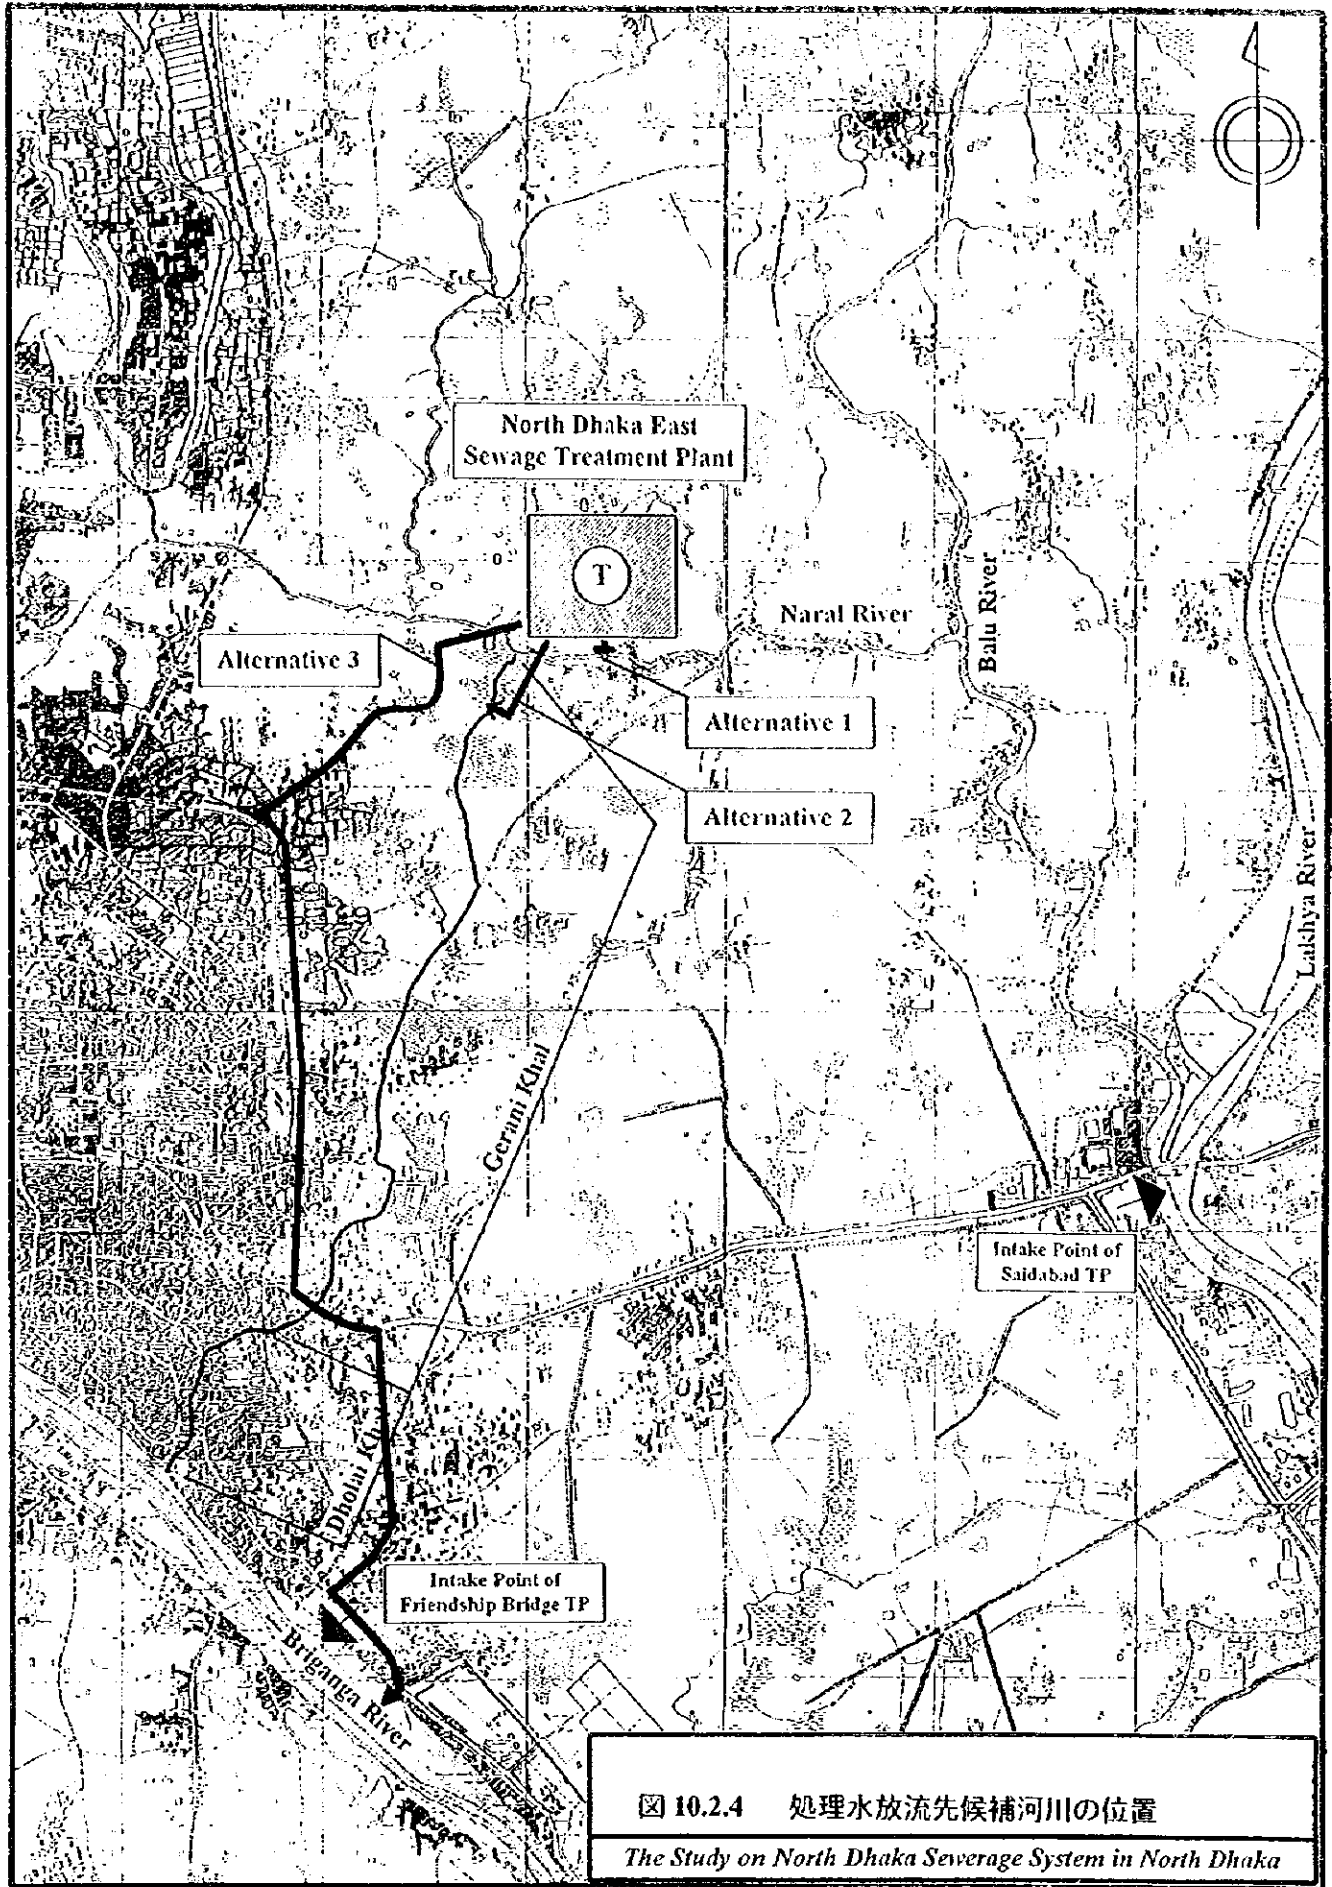 North Dhaka East
Sewage Treatment Plant
T
Naral River
Balu River
Alternative 3
Alternative 1
Alternative 2
Lakhya River
Gerani Khal
Intake Point of
Saidabad TP
Dholai Khal
Intake Point of
Friendship Bridge TP
Briganga River
図 10.2.4 処理水放流先候補河川の位置
The Study on North Dhaka Sewerage System in North Dhaka